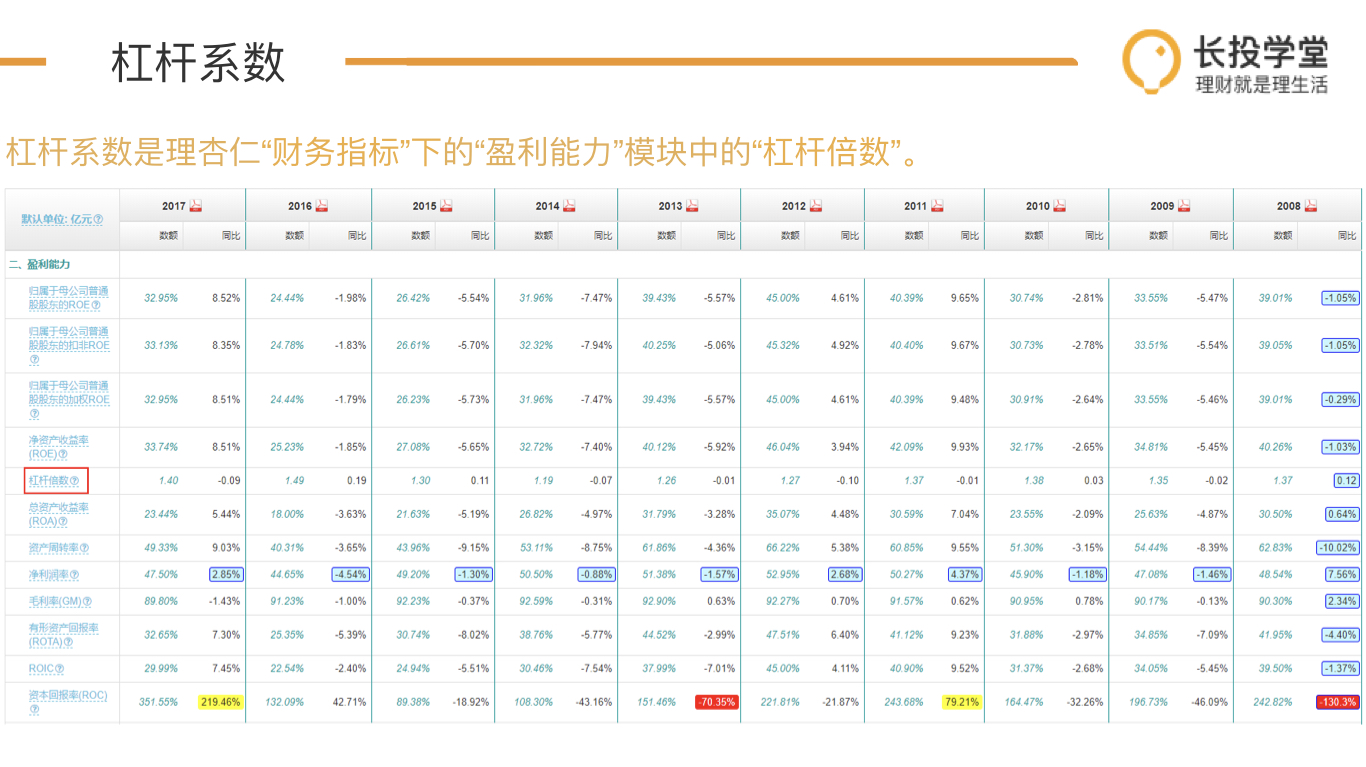 杠杆系数
长投学堂
理财就是理生活
杠杆系数是理杏仁“财务指标”下的“盈利能力”模块中的“杠杆倍数”。
默认单位: 亿元 2017 2016 2015 2014 2013 2012 2011 2010 2009 2008
数额 同比 数额 同比 数额 同比 数额 同比 数额 同比 数额 同比 数额 同比 数额 同比 数额 同比 数额 同比
二、盈利能力
归属于母公司普通
股股东的ROE 32.95% 8.52% 24.44% -1.98% 26.42% -5.54% 31.96% -7.47% 39.43% -5.57% 45.00% 4.61% 40.39% 9.65% 30.74% -2.81% 33.55% -5.47% 39.01% -1.05%
归属于母公司普通
股股东的扣非ROE 33.13% 8.35% 24.78% -1.83% 26.61% -5.70% 32.32% -7.94% 40.25% -5.06% 45.32% 4.92% 40.40% 9.67% 30.73% -2.78% 33.51% -5.54% 39.05% -1.05%
归属于母公司普通
股股东的加权ROE 32.95% 8.51% 24.44% -1.79% 26.23% -5.73% 31.96% -7.47% 39.43% -5.57% 45.00% 4.61% 40.39% 9.48% 30.91% -2.64% 33.55% -5.46% 39.01% -0.29%
净资产收益率
(ROE) 33.74% 8.51% 25.23% -1.85% 27.08% -5.65% 32.72% -7.40% 40.12% -5.92% 46.04% 3.94% 42.09% 9.93% 32.17% -2.65% 34.81% -5.45% 40.26% -1.03%
杠杆倍数 1.40 -0.09 1.49 0.19 1.30 0.11 1.19 -0.07 1.26 -0.01 1.27 -0.10 1.37 -0.01 1.38 0.03 1.35 -0.02 1.37 0.12
总资产收益率
(ROA) 23.44% 5.44% 18.00% -3.63% 21.63% -5.19% 26.82% -4.97% 31.79% -3.28% 35.07% 4.48% 30.59% 7.04% 23.55% -2.09% 25.63% -4.87% 30.50% 0.64%
资产周转率 49.33% 9.03% 40.31% -3.65% 43.96% -9.15% 53.11% -8.75% 61.86% -4.36% 66.22% 5.38% 60.85% 9.55% 51.30% -3.15% 54.44% -8.39% 62.83% -10.02%
净利润率 47.50% 2.85% 44.65% -4.54% 49.20% -1.30% 50.50% -0.88% 51.38% -1.57% 52.95% 2.68% 50.27% 4.37% 45.90% -1.18% 47.08% -1.46% 48.54% 7.56%
毛利率(GM) 89.80% -1.43% 91.23% -1.00% 92.23% -0.37% 92.59% -0.31% 92.90% 0.63% 92.27% 0.70% 91.57% 0.62% 90.95% 0.78% 90.17% -0.13% 90.30% 2.34%
有形资产回报率
(ROTA) 32.65% 7.30% 25.35% -5.39% 30.74% -8.02% 38.76% -5.77% 44.52% -2.99% 47.51% 6.40% 41.12% 9.23% 31.88% -2.97% 34.85% -7.09% 41.95% -4.40%
ROIC 29.99% 7.45% 22.54% -2.40% 24.94% -5.51% 30.46% -7.54% 37.99% -7.01% 45.00% 4.11% 40.90% 9.52% 31.37% -2.68% 34.05% -5.45% 39.50% -1.37%
资本回报率(ROC) 351.55% 219.46% 132.09% 42.71% 89.38% -18.92% 108.30% -43.16% 151.46% -70.35% 221.81% -21.87% 243.68% 79.21% 164.47% -32.26% 196.73% -46.09% 242.82% -130.3%